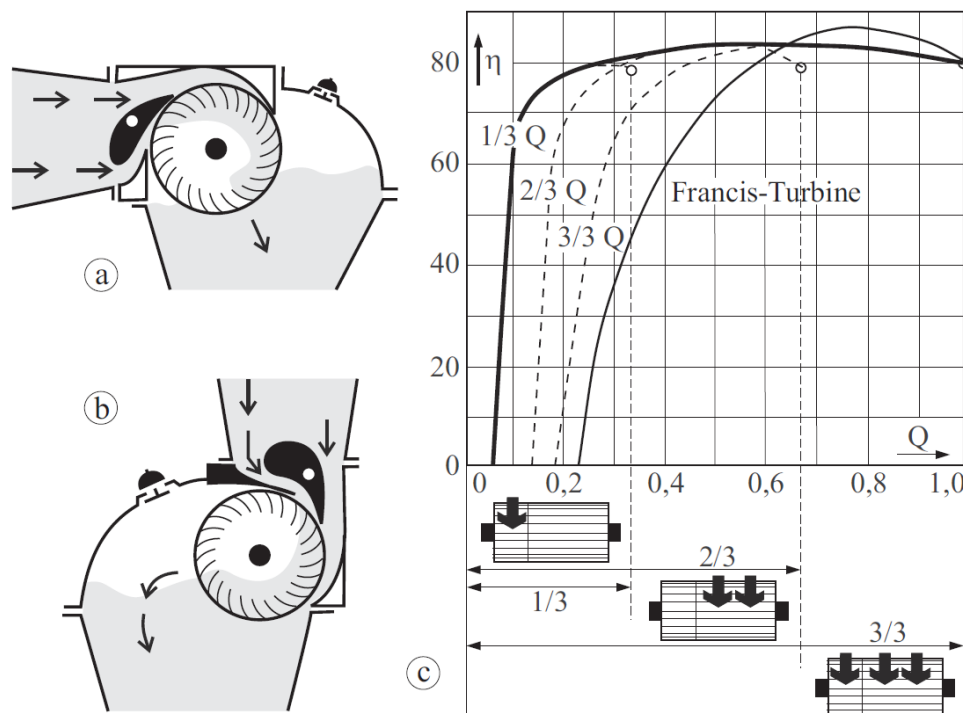 a
b
c
80
60
40
20
0
η
1/3 Q
2/3 Q
3/3 Q
Francis-Turbine
Q
0 0,2 0,4 0,6 0,8 1,0
2/3
1/3
3/3